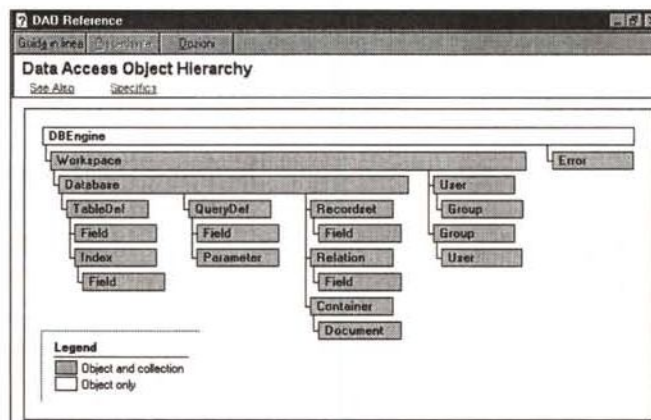 DAO Reference
Guida in linea Opzioni
Data Access Object Hierarchy
See Also Specifics
DBEngine
Workspace Error
Database User
TableDef QueryDef Recordset Group
Field Field Field Group
Index Parameter Relation User
Field Field
Container
Document
Legend
Object and collection
Object only